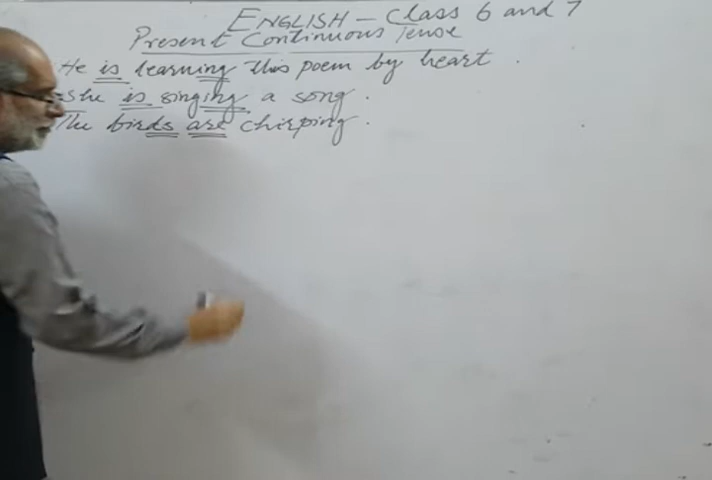 ENGLISH - Class 6 and 7
Present Continuous Tense
He is learning this poem by heart .
She is singing a song .
The birds are chirping .